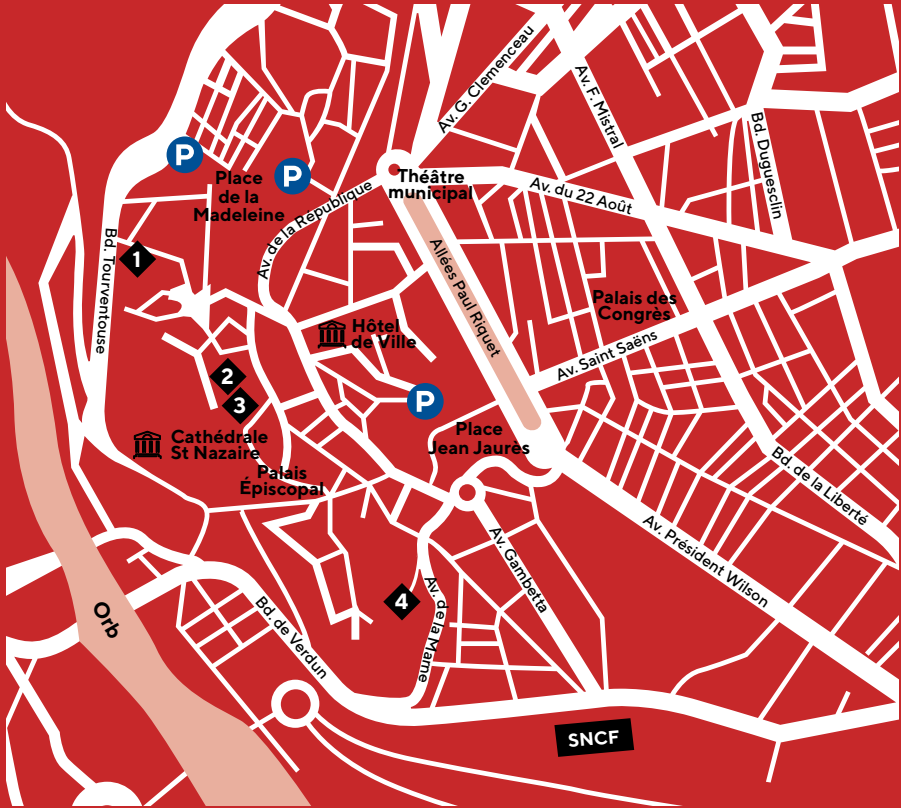 Av. G. Clemenceau
Av. F. Mistral
Bd. Duguesclin
P
P
Place
de la
Madeleine
Théâtre
municipal
Av. du 22 Août
Av. de la République
Bd. Tourventouse
1
Allées Paul Riquet
Palais des
Congrès
Hôtel
de Ville
Av. Saint Saëns
2
3
P
Cathédrale
St Nazaire
Place
Jean Jaurès
Palais
Épiscopal
Bd. de la Liberté
Av. Président Wilson
Av. Gambetta
4
Av. de la Marne
Orb
Bd. de Verdun
SNCF